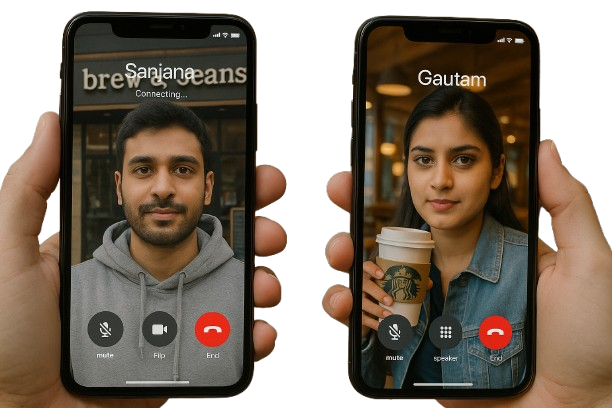 Sanjana
brew & beans
Connecting...
mute
Flip
End
Gautam
mute
speaker
End